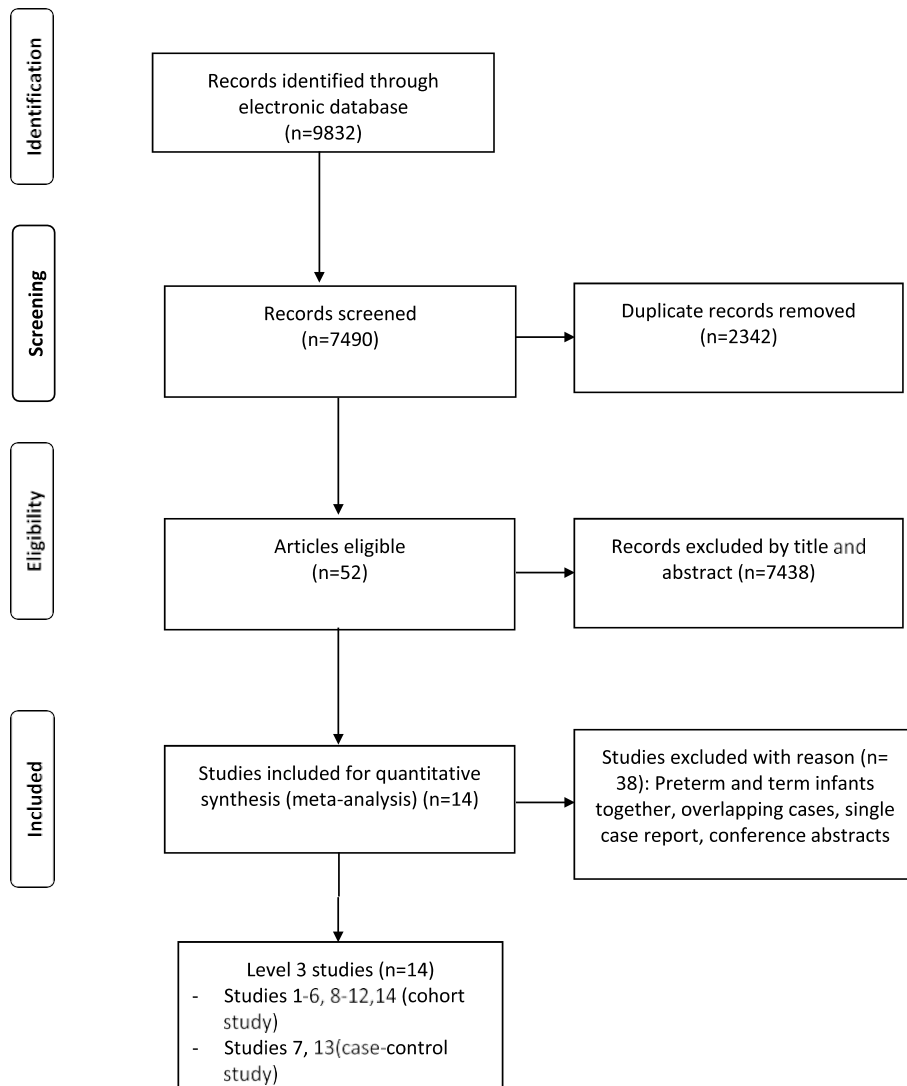 Identification
Records identified through
electronic database
(n=9832)
Screening
Records screened
(n=7490)
Duplicate records removed
(n=2342)
Eligibility
Articles eligible
(n=52)
Records excluded by title and
abstract (n=7438)
Included
Studies included for quantitative
synthesis (meta-analysis) (n=14)
Studies excluded with reason (n=
38): Preterm and term infants
together, overlapping cases, single
case report, conference abstracts
Level 3 studies (n=14)
- Studies 1-6, 8-12,14 (cohort
study)
- Studies 7, 13(case-control
study)